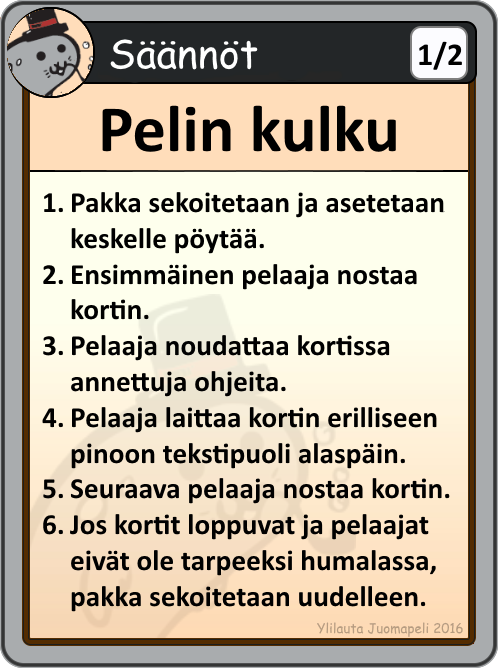 Säännöt
1/2
Pelin kulku
1. Pakka sekoitetaan ja asetetaan
keskelle pöytää.
2. Ensimmäinen pelaaja nostaa
kortin.
3. Pelaaja noudattaa kortissa
annettuja ohjeita.
4. Pelaaja laittaa kortin erilliseen
pinoon tekstipuoli alaspäin.
5. Seuraava pelaaja nostaa kortin.
6. Jos kortit loppuvat ja pelaajat
eivät ole tarpeeksi humalassa,
pakka sekoitetaan uudelleen.
Ylilauta Juomapeli 2016